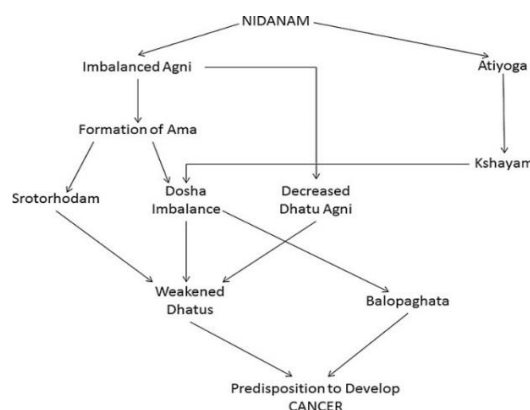 NIDANAM
Imbalanced Agni
Atiyoga
Formation of Ama
Kshayam
Srotorhodam
Dosha
Imbalance
Decreased
Dhatu Agni
Weakened
Dhatus
Balopaghata
Predisposition to Develop
CANCER